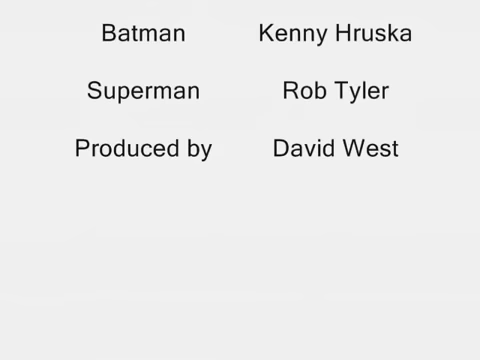 Batman Kenny Hruska
Superman Rob Tyler
Produced by David West